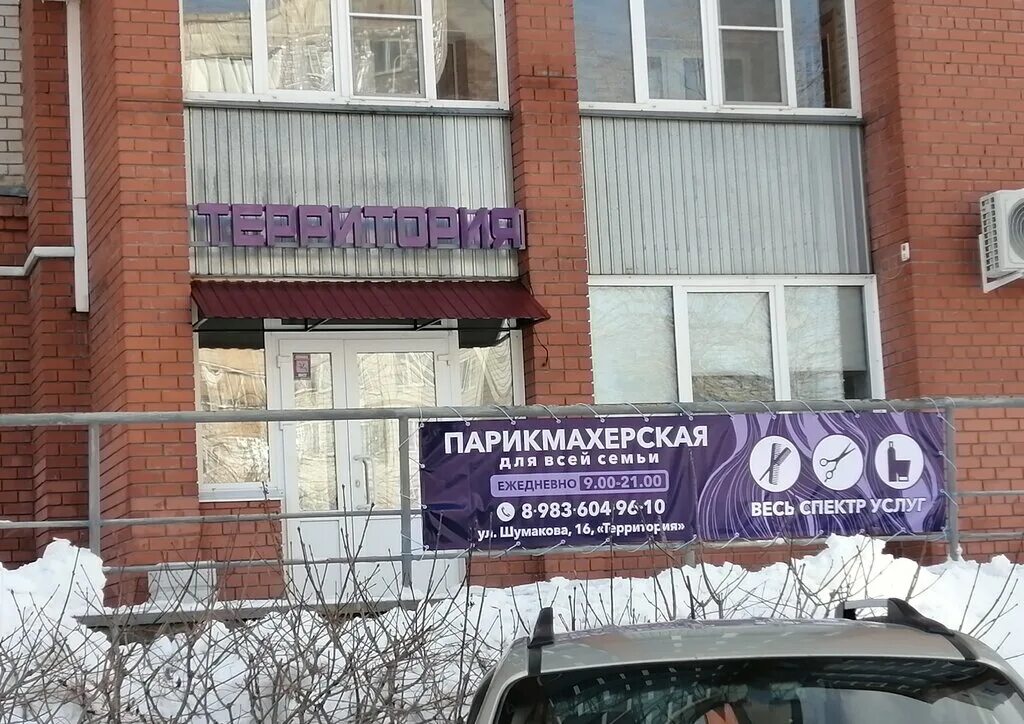 ТЕРРИТОРИЯ
ПАРИКМАХЕРСКАЯ
ДЛЯ ВСЕЙ СЕМЬИ
ЕЖЕДНЕВНО 9.00-21.00
8-983-604-96-10
ул. Шумакова, 16, «Территория»
ВЕСЬ СПЕКТР УСЛУГ